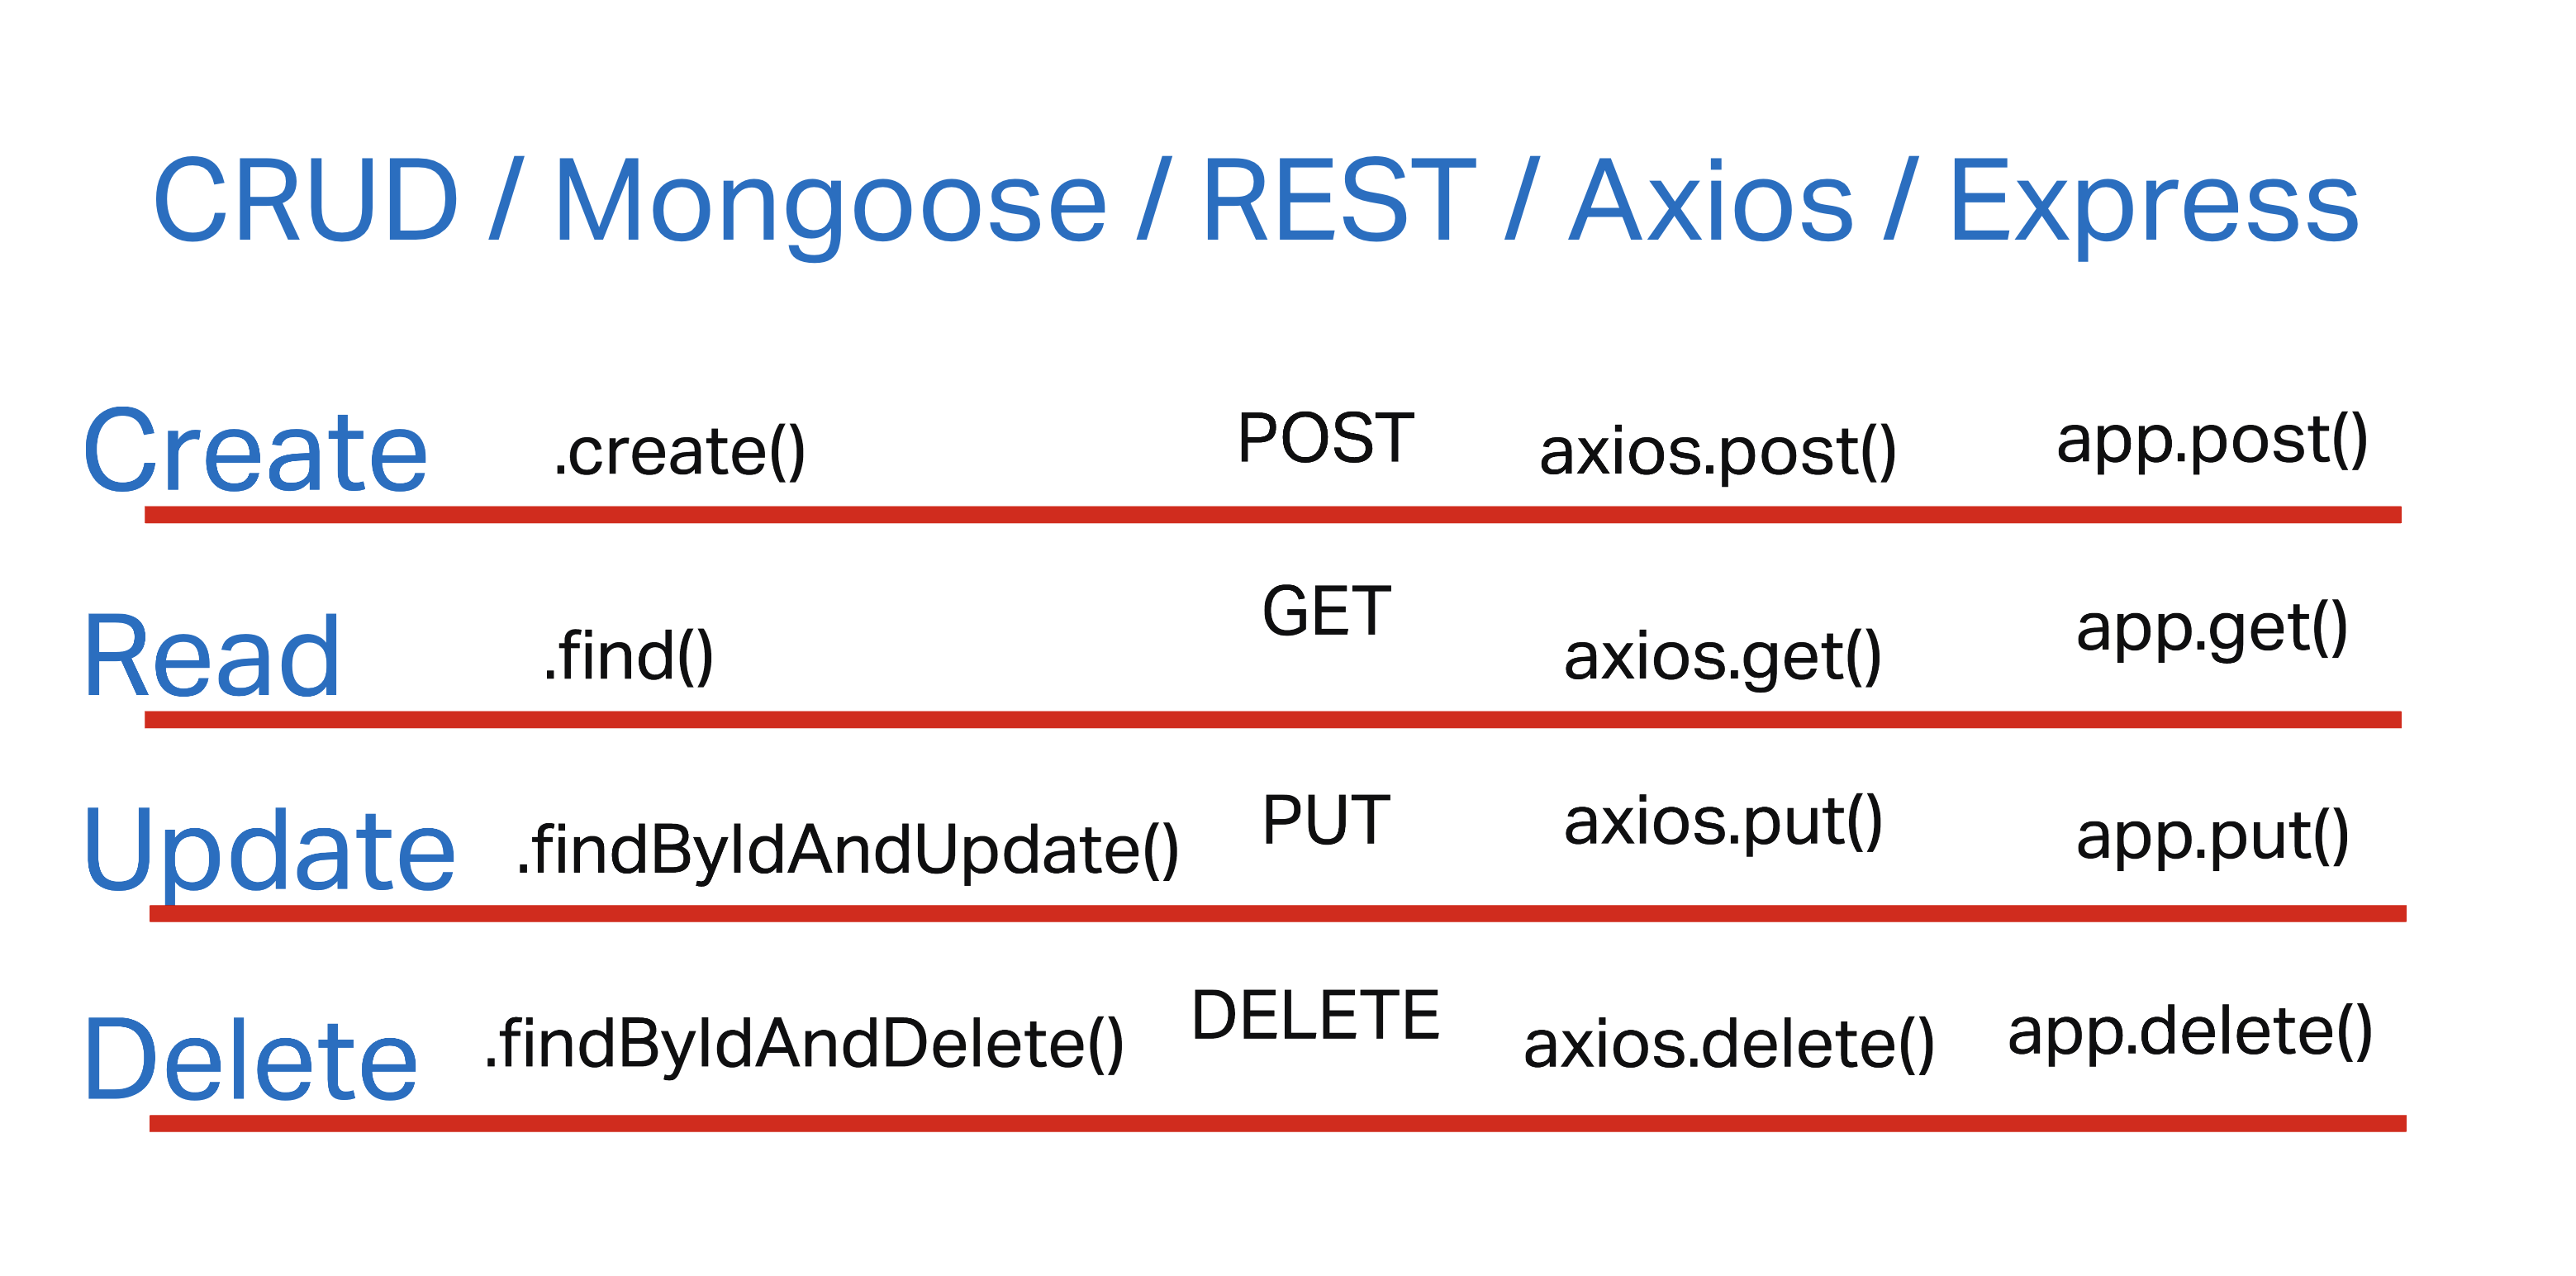 CRUD / Mongoose / REST / Axios / Express
Create .create() POST axios.post() app.post()
Read .find() GET axios.get() app.get()
Update .findByIdAndUpdate() PUT axios.put() app.put()
Delete .findByIdAndDelete() DELETE axios.delete() app.delete()